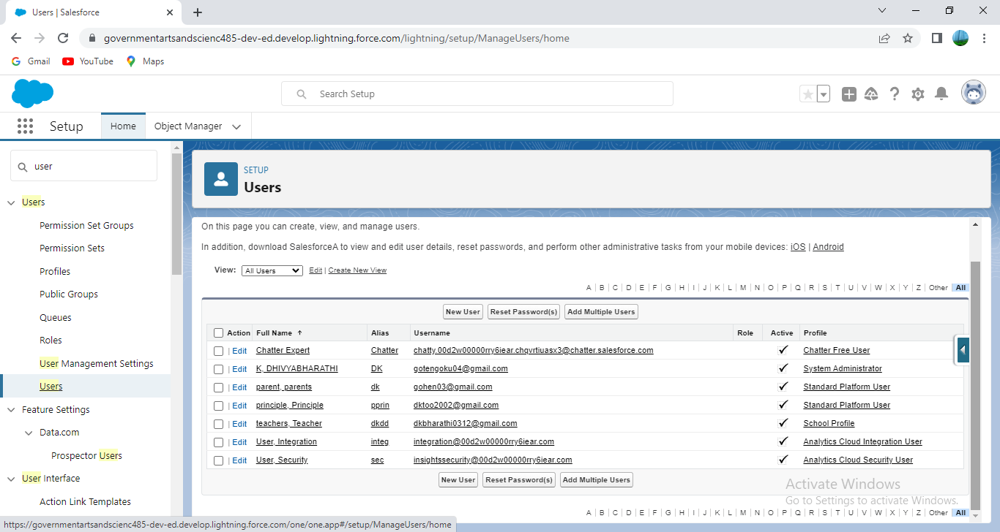 Users | Salesforce
governmentartsandscienc485-dev-ed.develop.lightning.force.com/lightning/setup/ManageUsers/home
Gmail YouTube Maps
Search Setup
Setup Home Object Manager
user
Users
Permission Set Groups
Permission Sets
Profiles
Public Groups
Queues
Roles
User Management Settings
Users
Feature Settings
Data.com
Prospector Users
User Interface
Action Link Templates
SETUP
Users
On this page you can create, view, and manage users.
In addition, download SalesforceA to view and edit user details, reset passwords, and perform other administrative tasks from your mobile devices: iOS | Android
View: All Users Edit | Create New View
A | B | C | D | E | F | G | H | I | J | K | L | M | N | O | P | Q | R | S | T | U | V | W | X | Y | Z | Other | All
New User Reset Password(s) Add Multiple Users
Action Full Name Alias Username Role Active Profile
| Edit Chatter Expert Chatter chatty.00d2w00000rry6iear.chqvrtiuasx3@chatter.salesforce.com Chatter Free User
| Edit K, DHIVYABHARATHI DK gotengoku04@gmail.com System Administrator
| Edit parent, parents dk gohen03@gmail.com Standard Platform User
| Edit principle, Principle pprin dktoo2002@gmail.com Standard Platform User
| Edit teachers, Teacher dkdd dkbharathi0312@gmail.com School Profile
| Edit User, Integration integ integration@00d2w00000rry6iear.com Analytics Cloud Integration User
| Edit User, Security sec insightssecurity@00d2w00000rry6iear.com Analytics Cloud Security User
New User Reset Password(s) Add Multiple Users
Activate Windows
Go to Settings to activate Windows.
A | B | C | D | E | F | G | H | I | J | K | L | M | N | O | P | Q | R | S | T | U | V | W | X | Y | Z | Other | All
https://governmentartsandscienc485-dev-ed.develop.lightning.force.com/one/one.app#/setup/ManageUsers/home